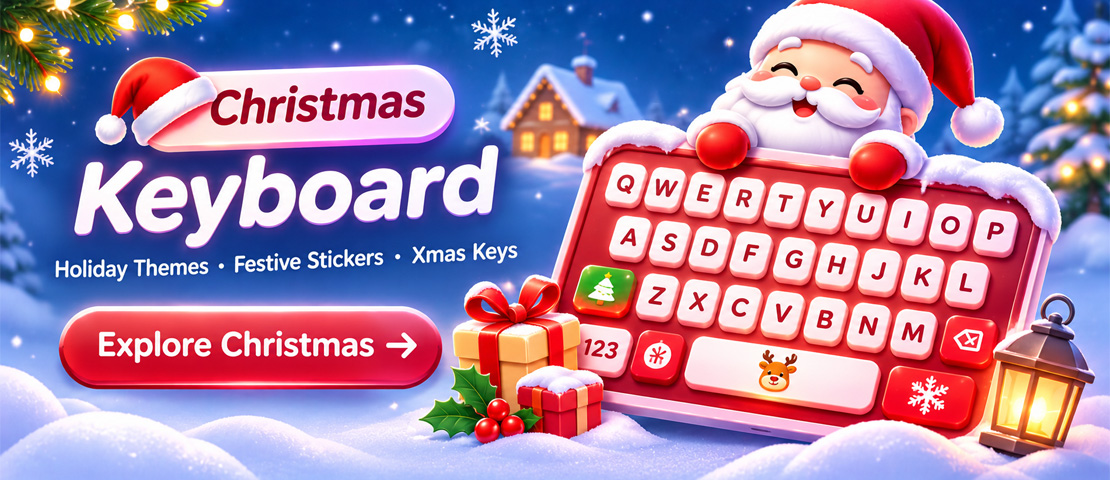 Christmas
Keyboard
Holiday Themes • Festive Stickers • Xmas Keys
Explore Christmas →
Q W E R T Y U I O P
A S D F G H J K L
Z X C V B N M
123